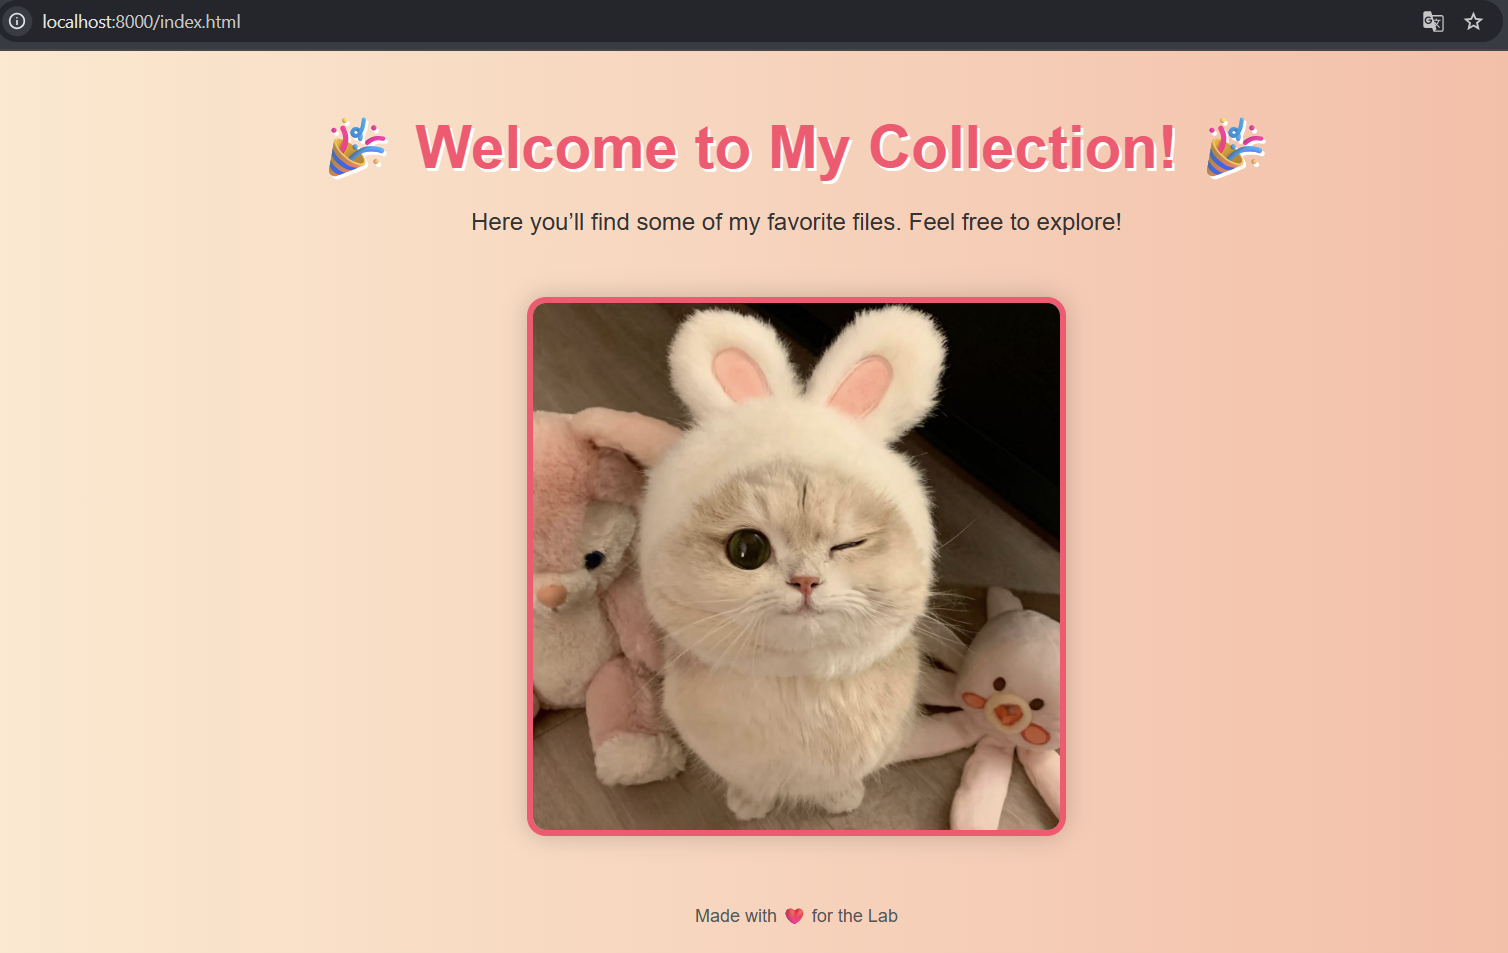 localhost:8000/index.html
🎉 Welcome to My Collection! 🎉
Here you’ll find some of my favorite files. Feel free to explore!
Made with ❤️ for the Lab